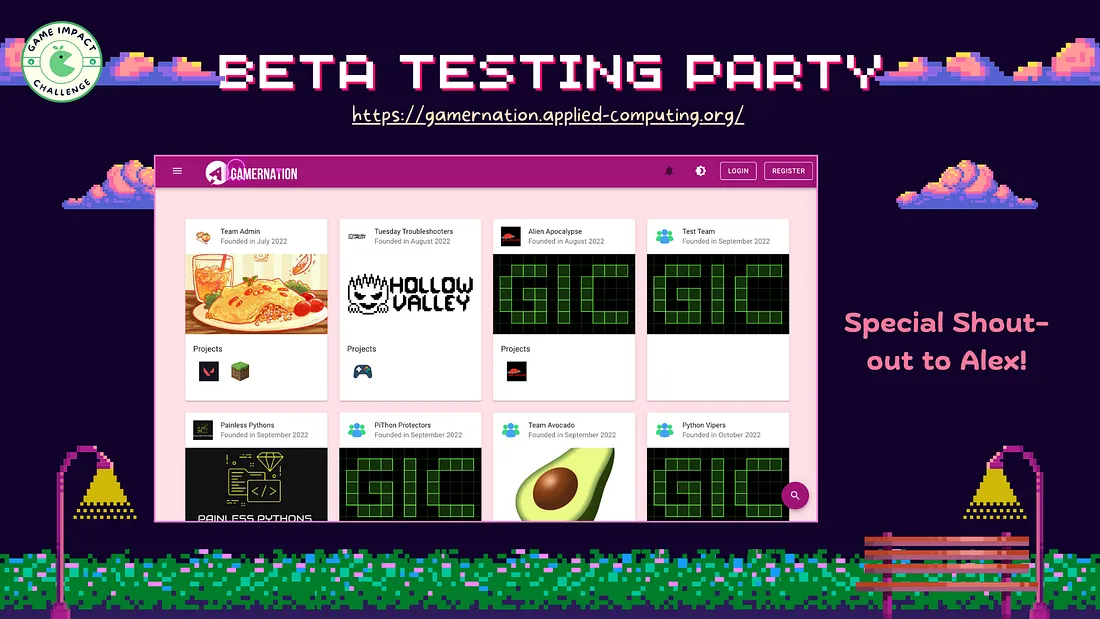 GAME IMPACT
CHALLENGE
BETA TESTING PARTY
https://gamernation.applied-computing.org/
GAMERNATION
LOGIN
REGISTER
Team Admin
Founded in July 2022
Projects
Tuesday Troubleshooters
Founded in August 2022
HOLLOW
VALLEY
Projects
Alien Apocalypse
Founded in August 2022
GIC
Projects
Test Team
Founded in September 2022
GIC
Special Shout-
out to Alex!
Painless Pythons
Founded in September 2022
PAINLESS PYTHONS
PiThon Protectors
Founded in September 2022
GIC
Team Avocado
Founded in September 2022
Python Vipers
Founded in October 2022
GIC